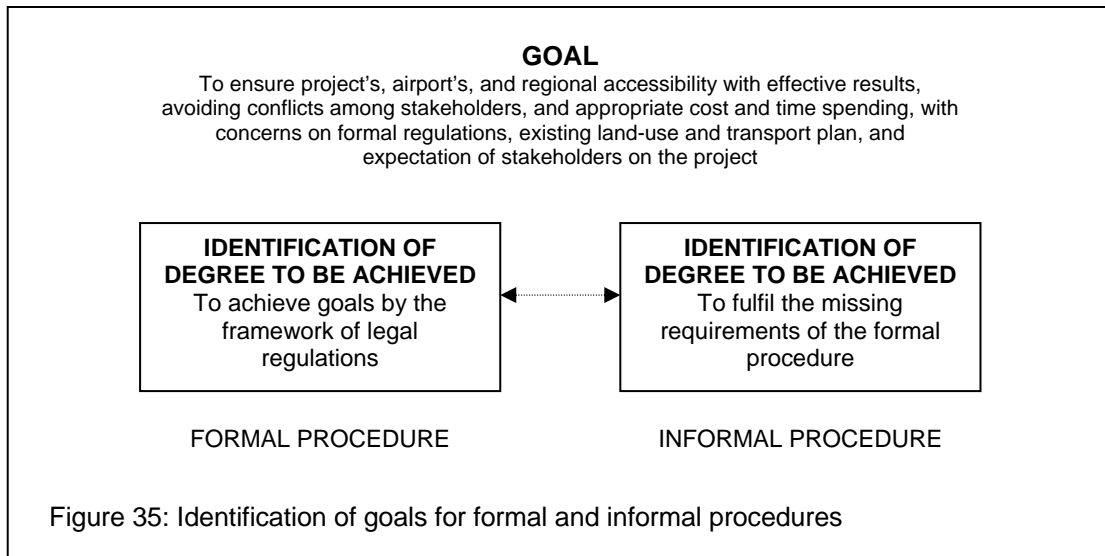 GOAL
To ensure project's, airport's, and regional accessibility with effective results,
avoiding conflicts among stakeholders, and appropriate cost and time spending, with
concerns on formal regulations, existing land-use and transport plan, and
expectation of stakeholders on the project
IDENTIFICATION OF
DEGREE TO BE ACHIEVED
To achieve goals by the
framework of legal
regulations
IDENTIFICATION OF
DEGREE TO BE ACHIEVED
To fulfil the missing
requirements of the formal
procedure
FORMAL PROCEDURE
INFORMAL PROCEDURE
Figure 35: Identification of goals for formal and informal procedures